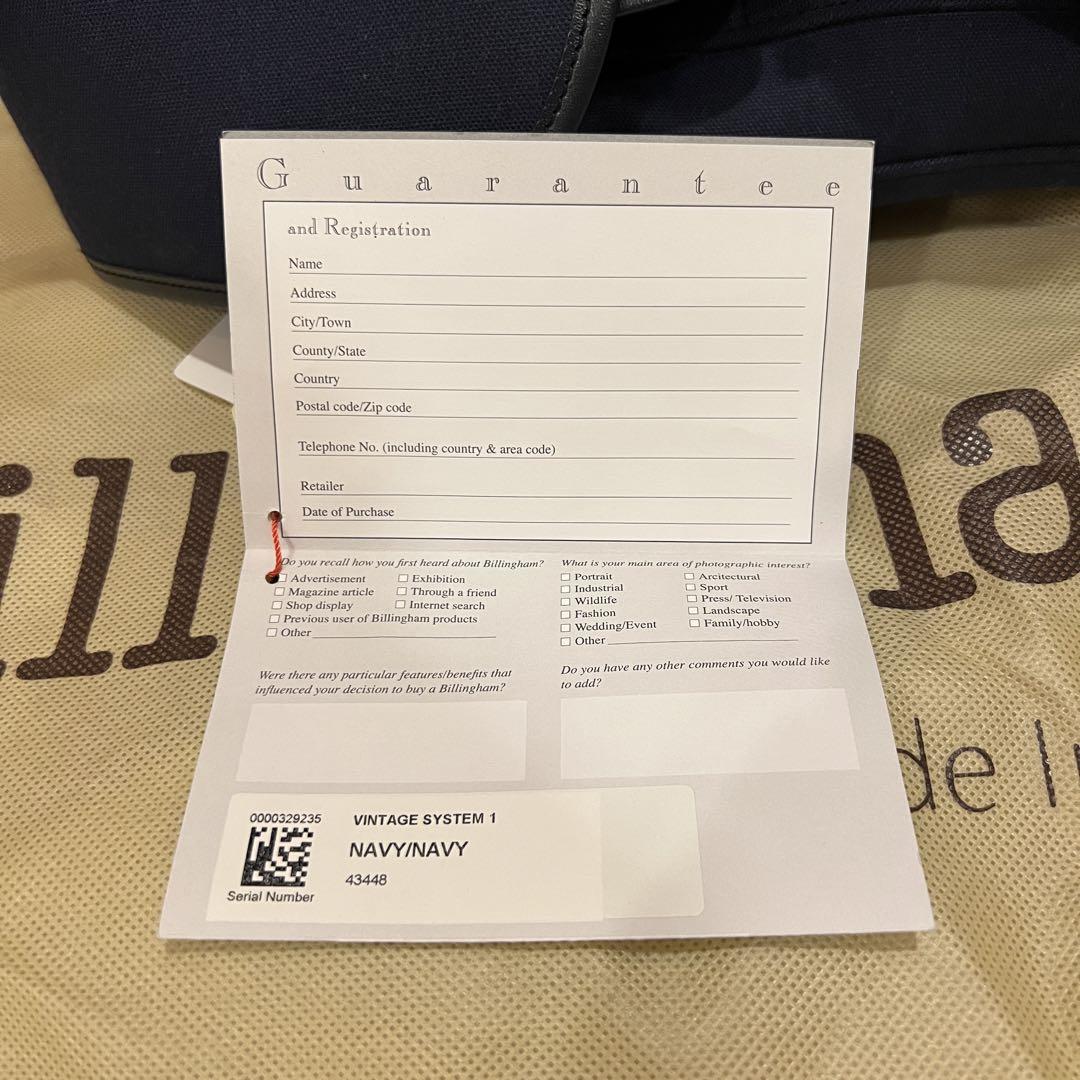 Guarantee
and Registration
Name
Address
City/Town
County/State
Country
Postal code/Zip code
Telephone No. (including country & area code)
Retailer
Date of Purchase
Do you recall how you first heard about Billingham?
Advertisement
Exhibition
Magazine article
Through a friend
Shop display
Internet search
Previous user of Billingham products
Other
What is your main area of photographic interest?
Portrait
Arcitectural
Industrial
Sport
Wildlife
Press/ Television
Fashion
Landscape
Wedding/Event
Family/hobby
Other
Were there any particular features/benefits that
influenced your decision to buy a Billingham?
Do you have any other comments you would like
to add?
0000329235
VINTAGE SYSTEM 1
NAVY/NAVY
43448
Serial Number